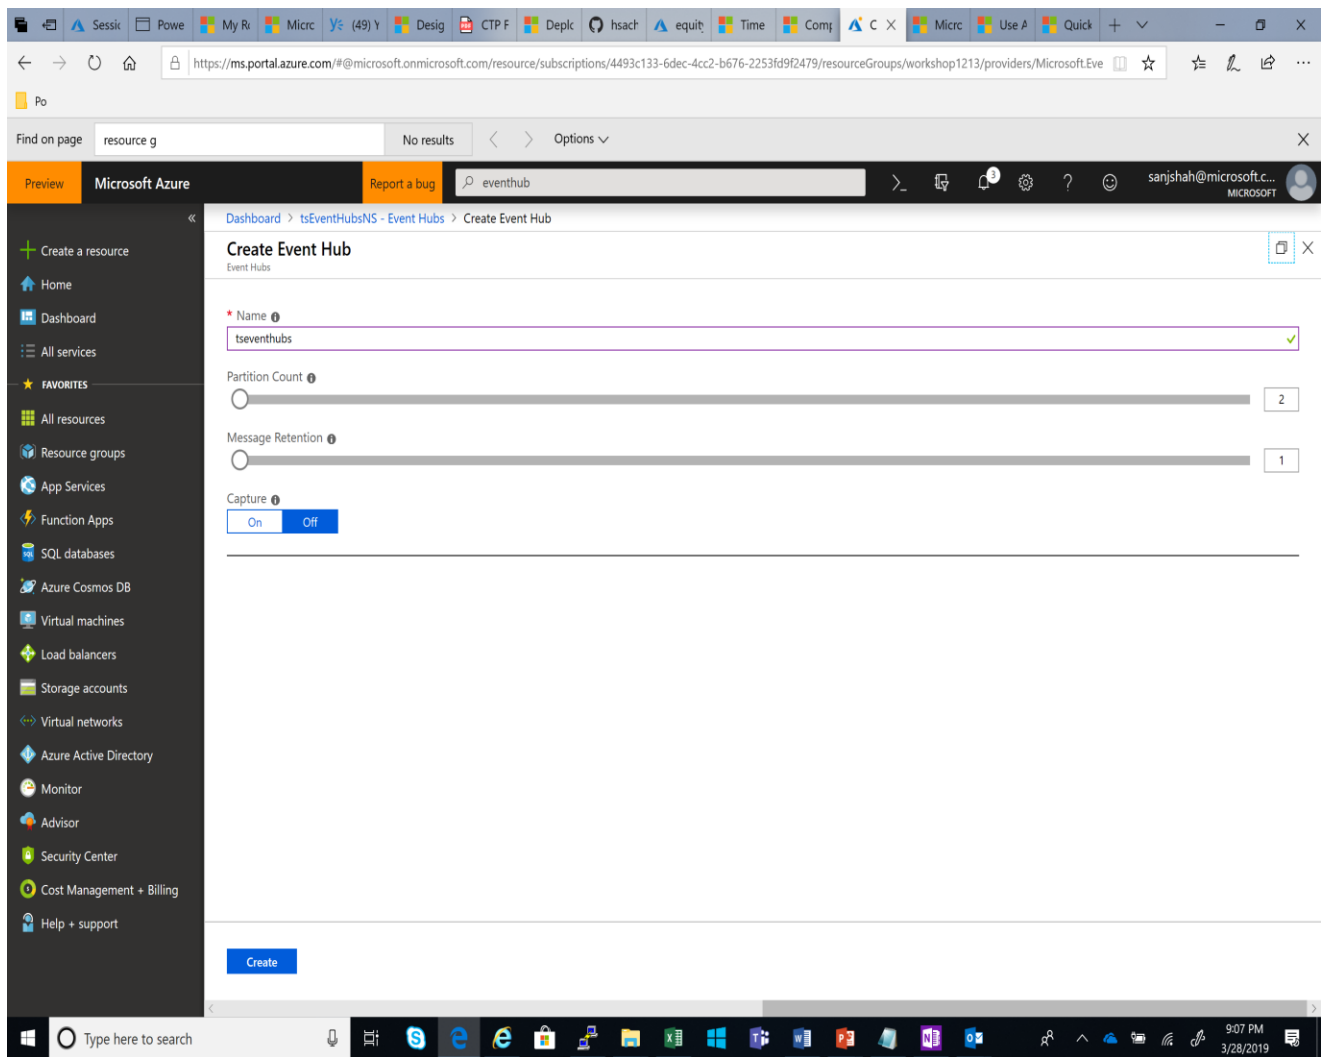 Sessic Powe My Re Micrc (49) Y Desig CTP F Deplc hsach equity Time Comp C Micrc Use A Quick
https://ms.portal.azure.com/#@microsoft.onmicrosoft.com/resource/subscriptions/4493c133-6dec-4cc2-b676-2253fd9f2479/resourceGroups/workshop1213/providers/Microsoft.Eve
Po
Find on page resource g No results Options
Preview Microsoft Azure Report a bug eventhub 3 sanjshah@microsoft.c...
MICROSOFT
Dashboard > tsEventHubsNS - Event Hubs > Create Event Hub
Create Event Hub
Event Hubs
Create a resource
Home
Dashboard
All services
FAVORITES
All resources
Resource groups
App Services
Function Apps
SQL databases
Azure Cosmos DB
Virtual machines
Load balancers
Storage accounts
Virtual networks
Azure Active Directory
Monitor
Advisor
Security Center
Cost Management + Billing
Help + support
* Name
tseventhubs
Partition Count
2
Message Retention
1
Capture
On Off
Create
Type here to search
9:07 PM
3/28/2019